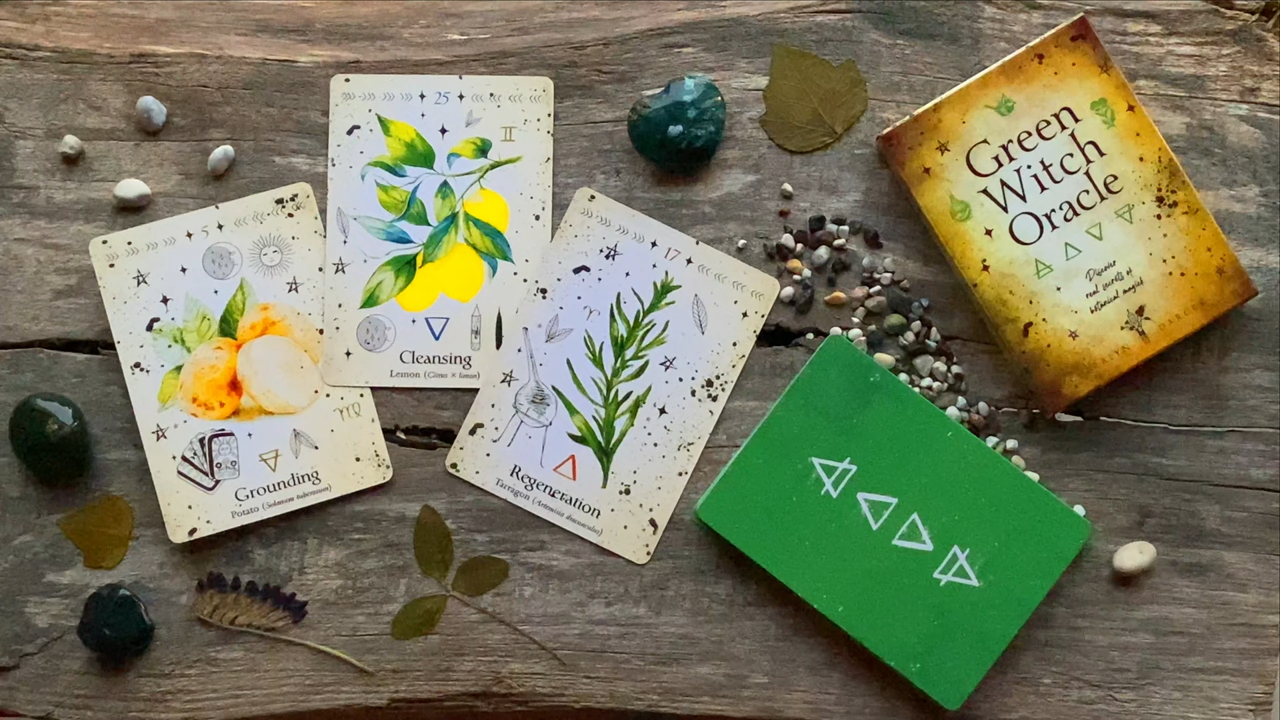 5
Grounding
Potato (Solanum tuberosum)
25
Cleansing
Lemon (Citrus × limon)
17
Regeneration
Tarragon (Artemisia dracunculus)
Green
Witch
Oracle
Discover
real secrets of
botanical magick